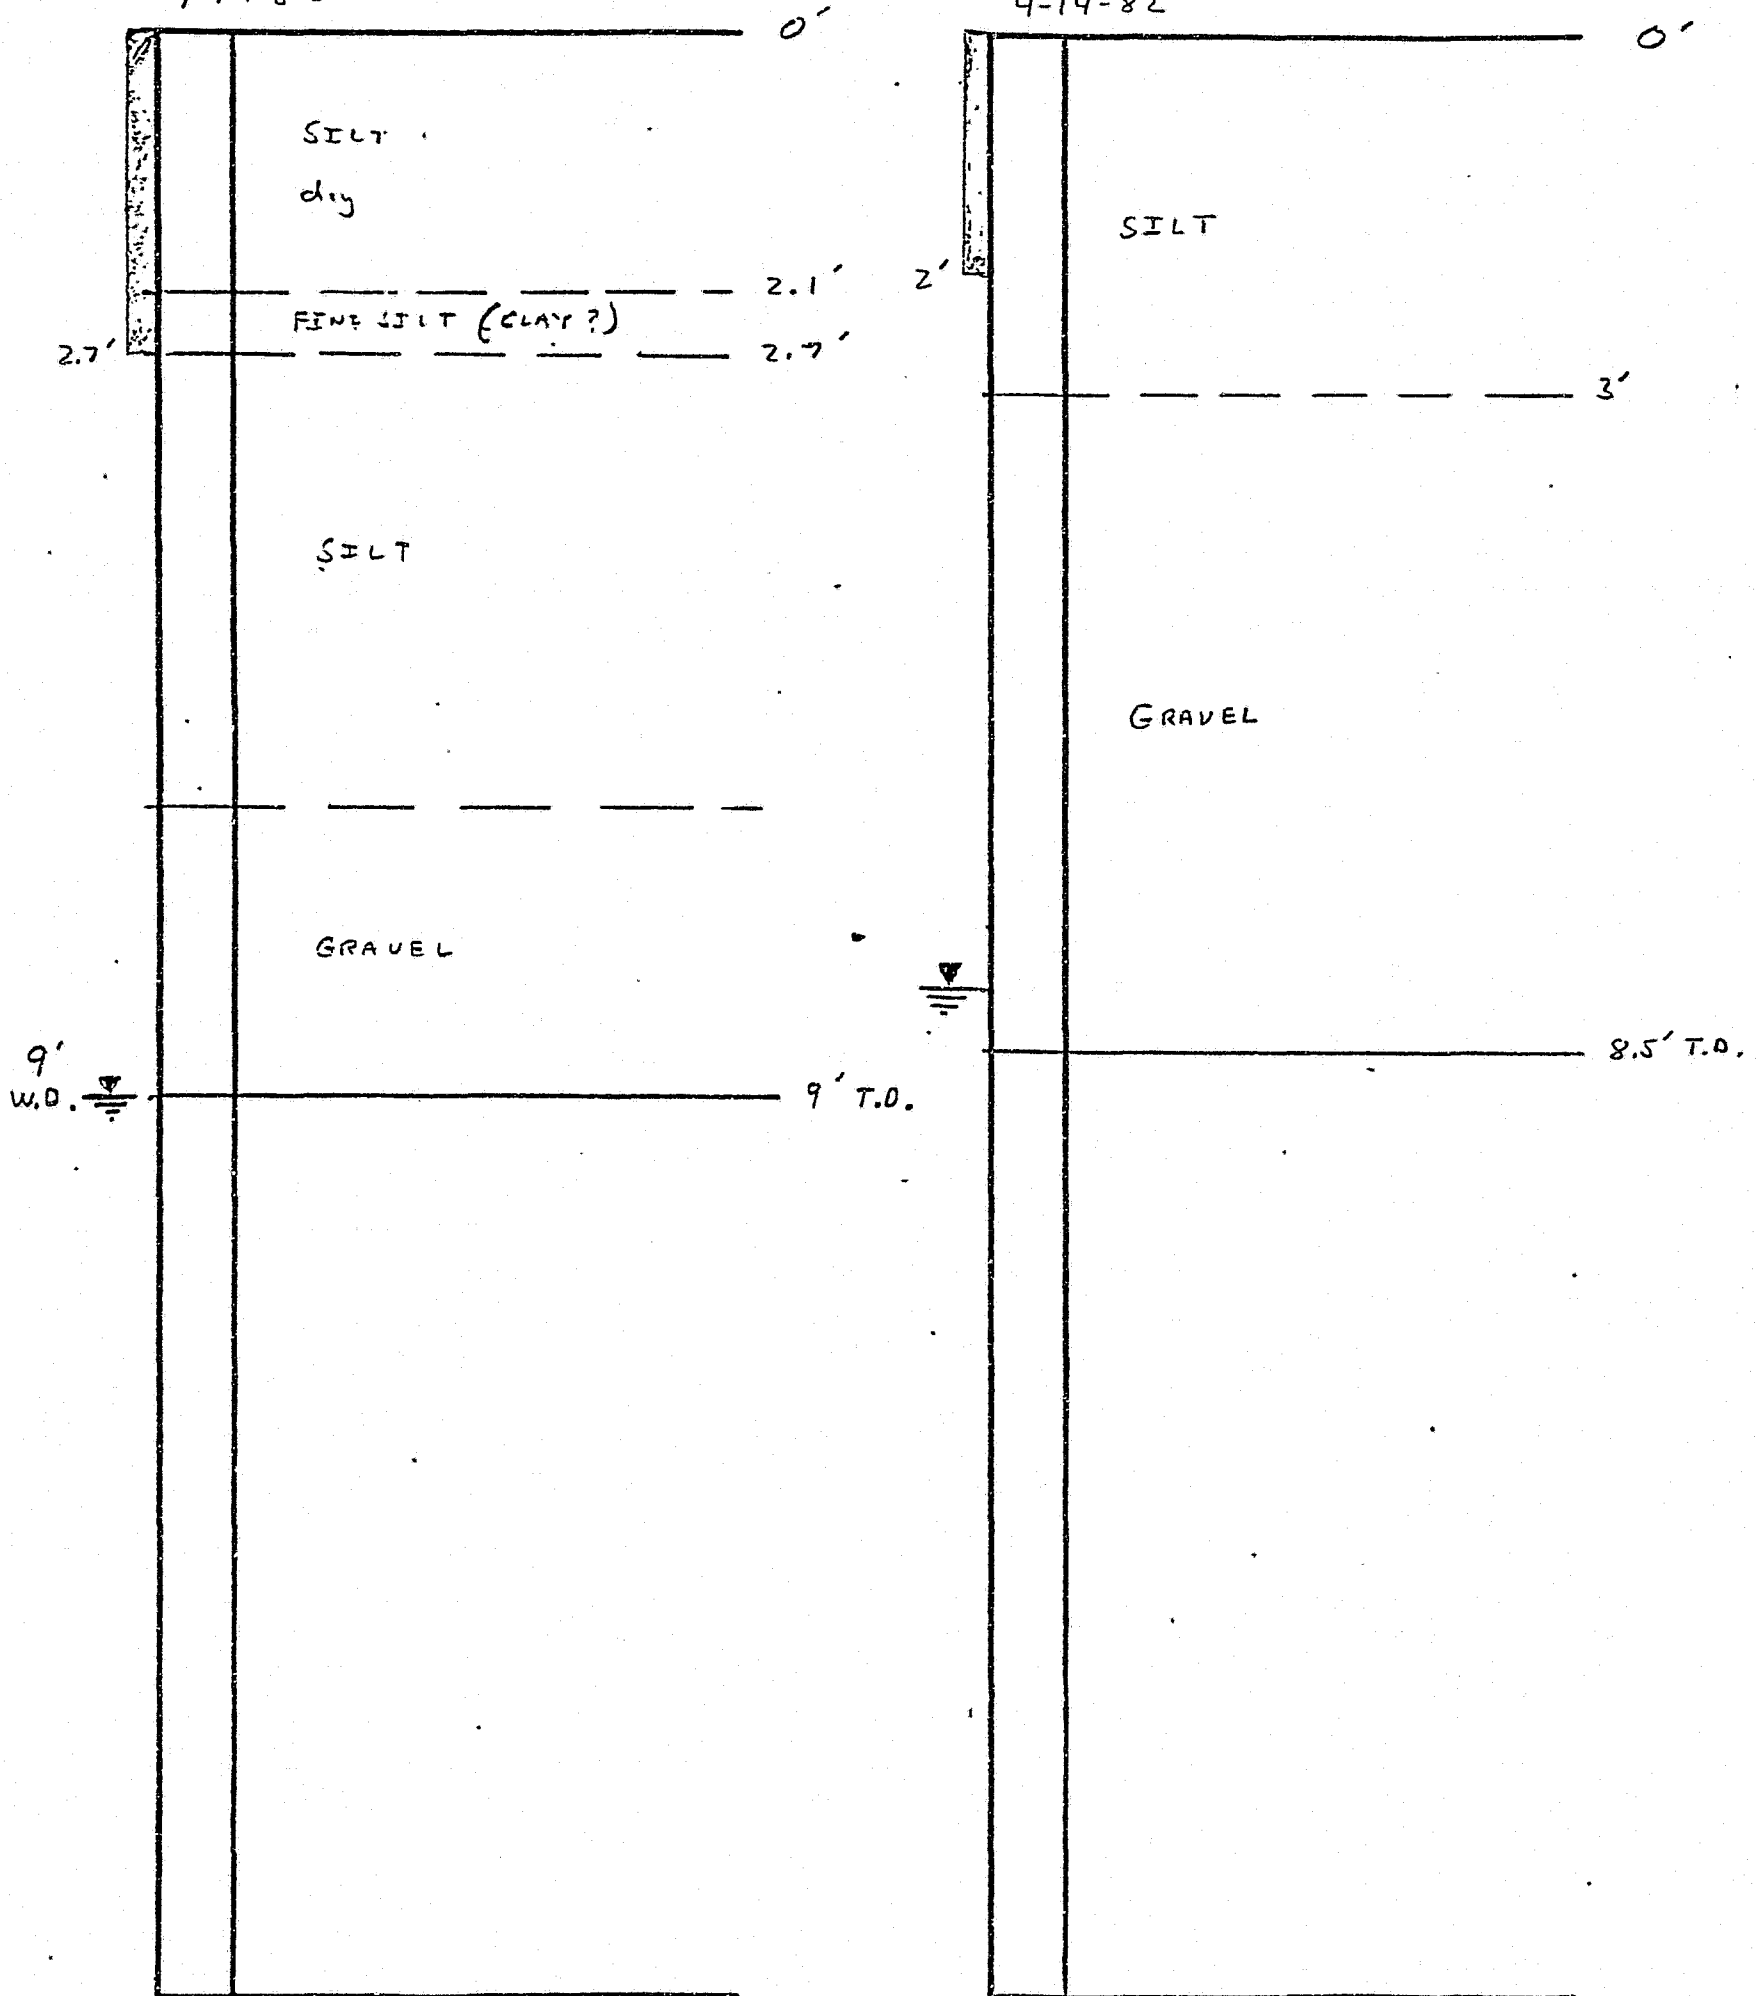 4-14-82
0'
SILT
dry
2.1'
FINE SILT (CLAY?)
2.7'
2.7'
SILT
GRAVEL
9'
W.D.
9' T.D.
0'
SILT
2'
3'
GRAVEL
8.5' T.D.